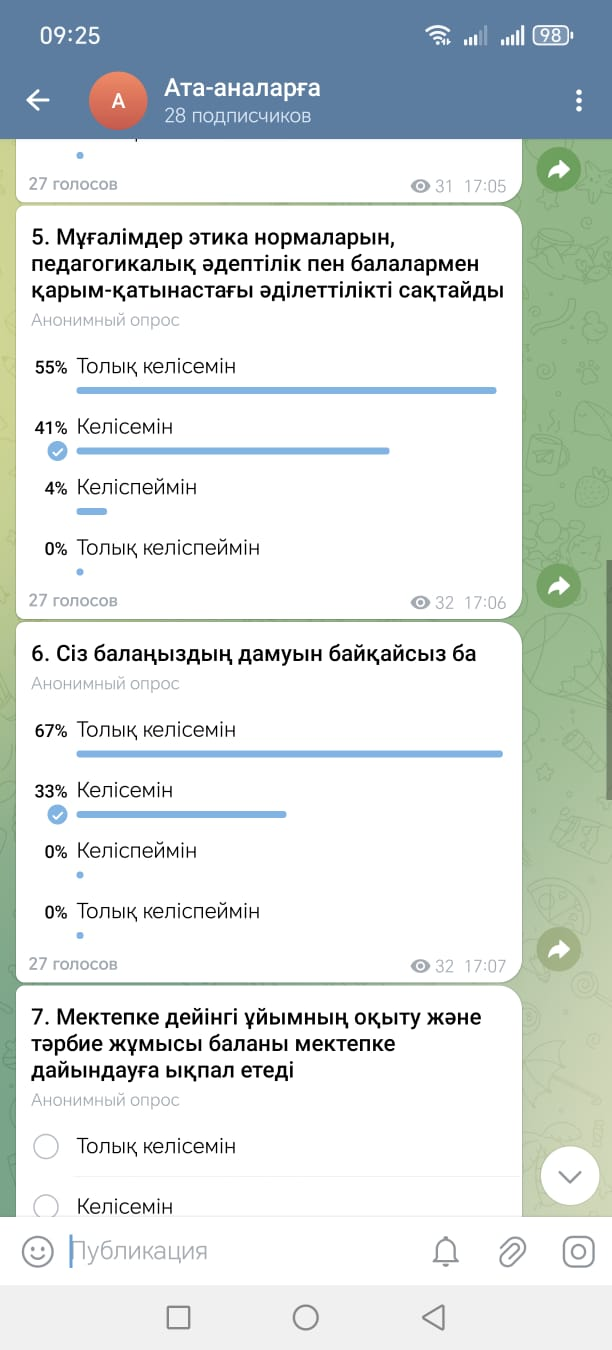 09:25
98
А
Ата-аналарға
28 подписчиков
27 голосов
31 17:05
5. Мұғалімдер этика нормаларын,
педагогикалық әдептілік пен балалармен
қарым-қатынастағы әділеттілікті сақтайды
Анонимный опрос
55% Толық келісемін
41% Келісемін
4% Келіспеймін
0% Толық келіспеймін
27 голосов
32 17:06
6. Сіз балаңыздың дамуын байқайсыз ба
Анонимный опрос
67% Толық келісемін
33% Келісемін
0% Келіспеймін
0% Толық келіспеймін
27 голосов
32 17:07
7. Мектепке дейінгі ұйымның оқыту және
тәрбие жұмысы баланы мектепке
дайындауға ықпал етеді
Анонимный опрос
Толық келісемін
Келісемін
Публикация